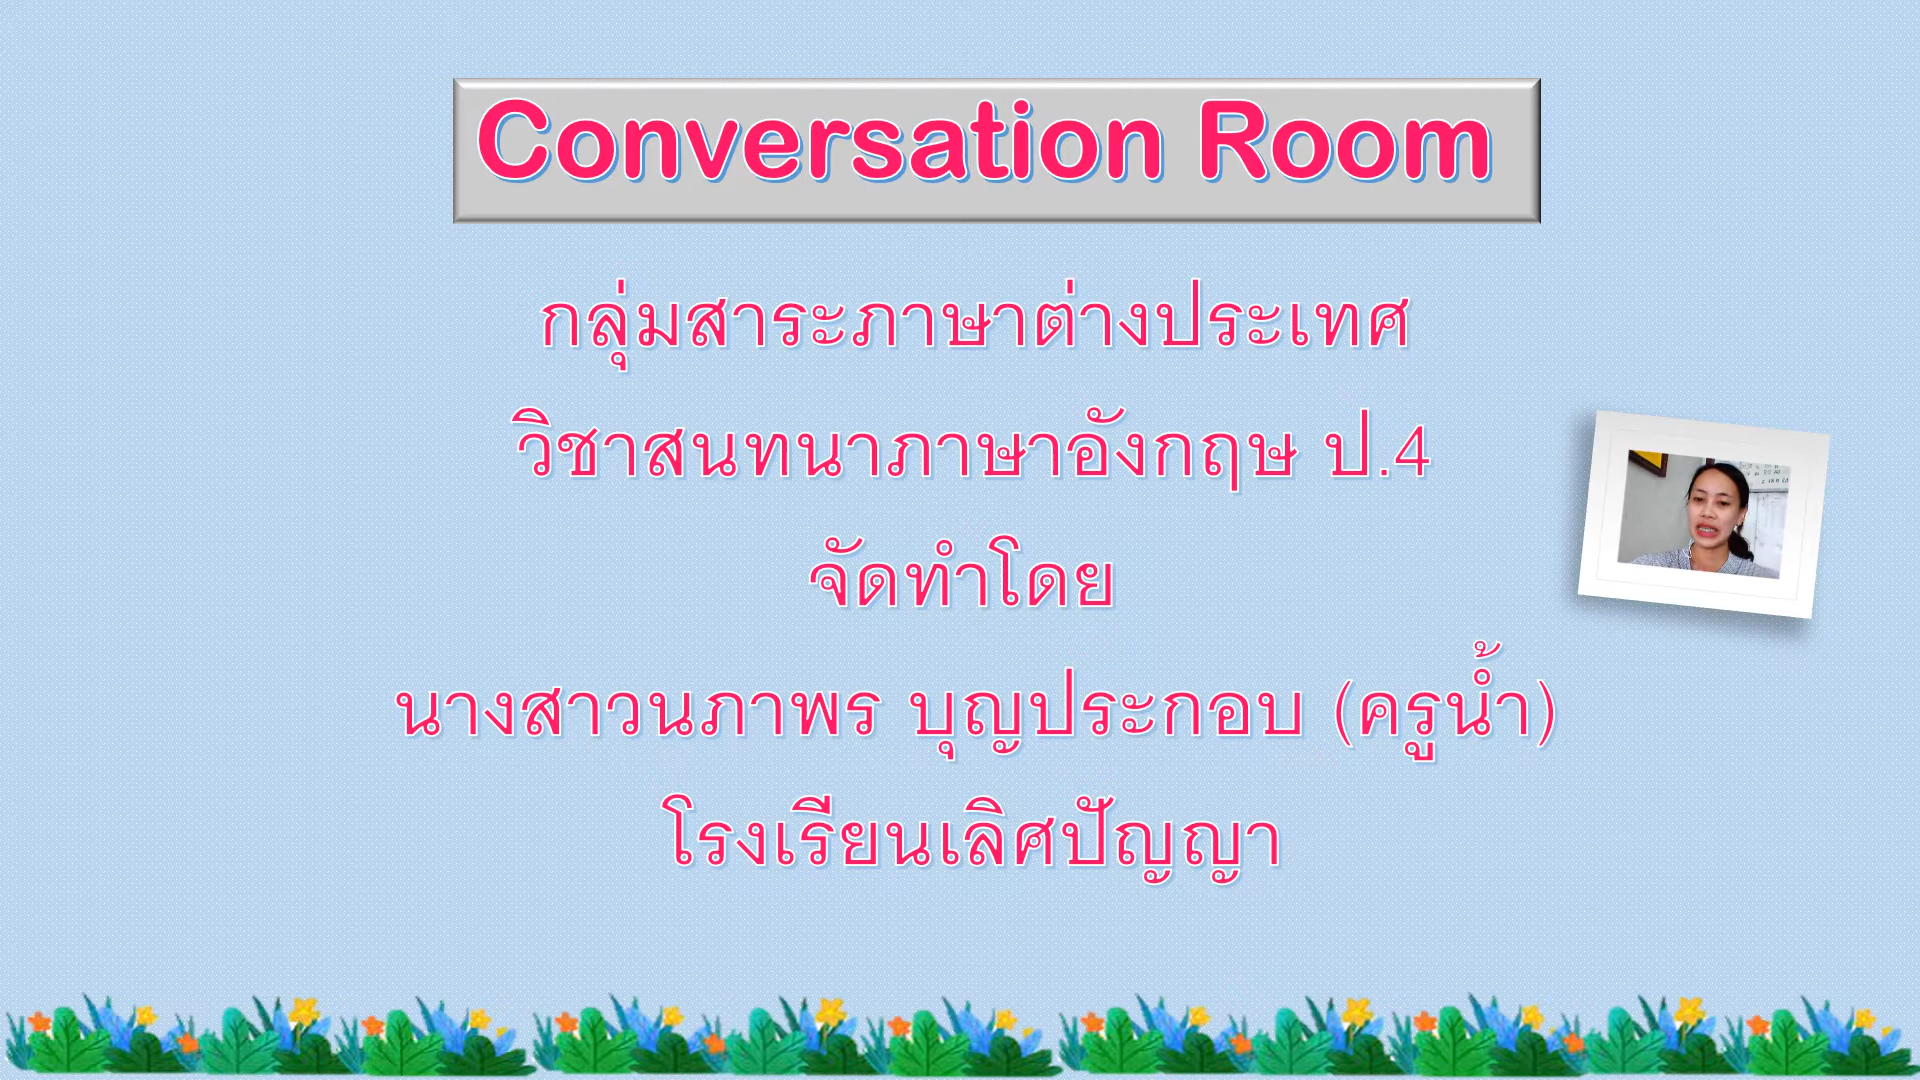 Conversation Room
กลุ่มสาระภาษาต่างประเทศ
วิชาสนทนาภาษาอังกฤษ ป.4
จัดทำโดย
นางสาวนภาพร บุญประกอบ (ครูน้ำ)
โรงเรียนเลิศปัญญา